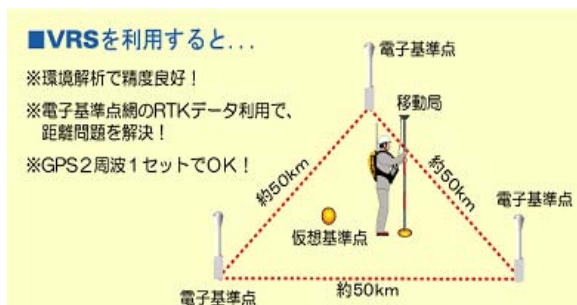 ■VRSを利用すると...
※環境解析で精度良好！
※電子基準点網のRTKデータ利用で、
距離問題を解決！
※GPS2周波1セットでOK！
電子基準点
移動局
約50km
約50km
電子基準点
仮想基準点
約50km
電子基準点